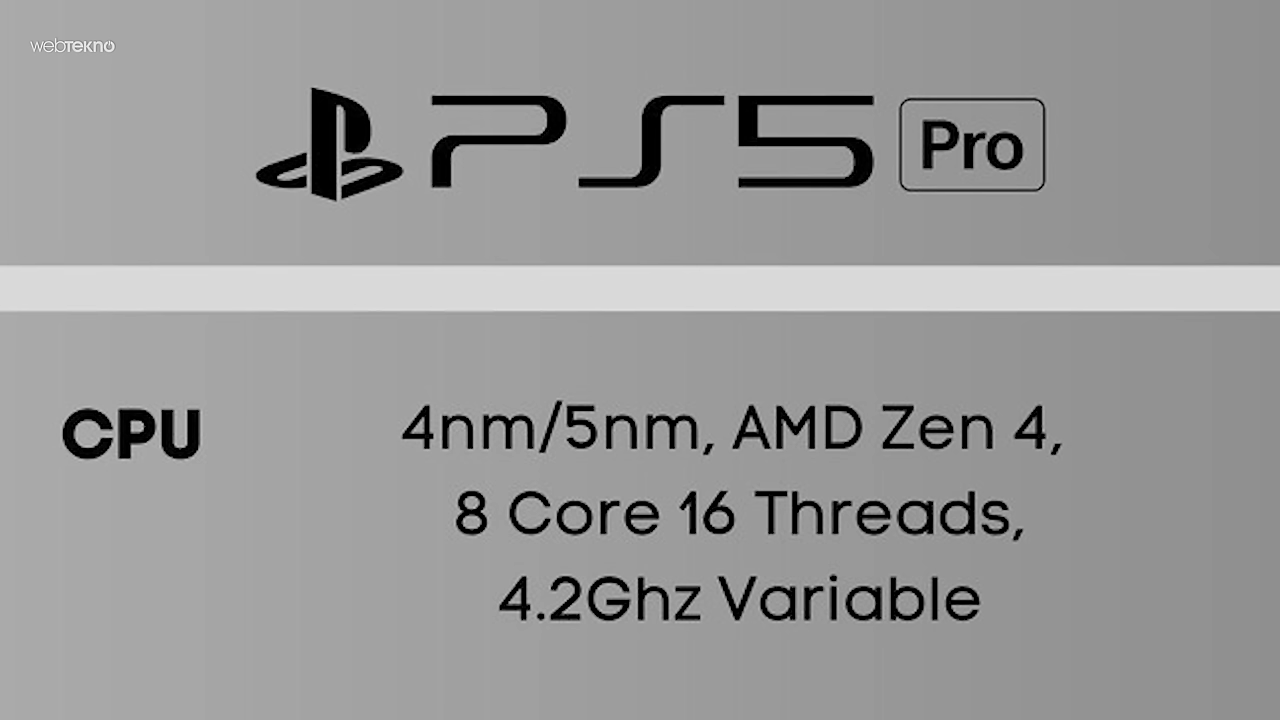 webTEKNO
PS5 Pro
CPU
4nm/5nm, AMD Zen 4,
8 Core 16 Threads,
4.2Ghz Variable